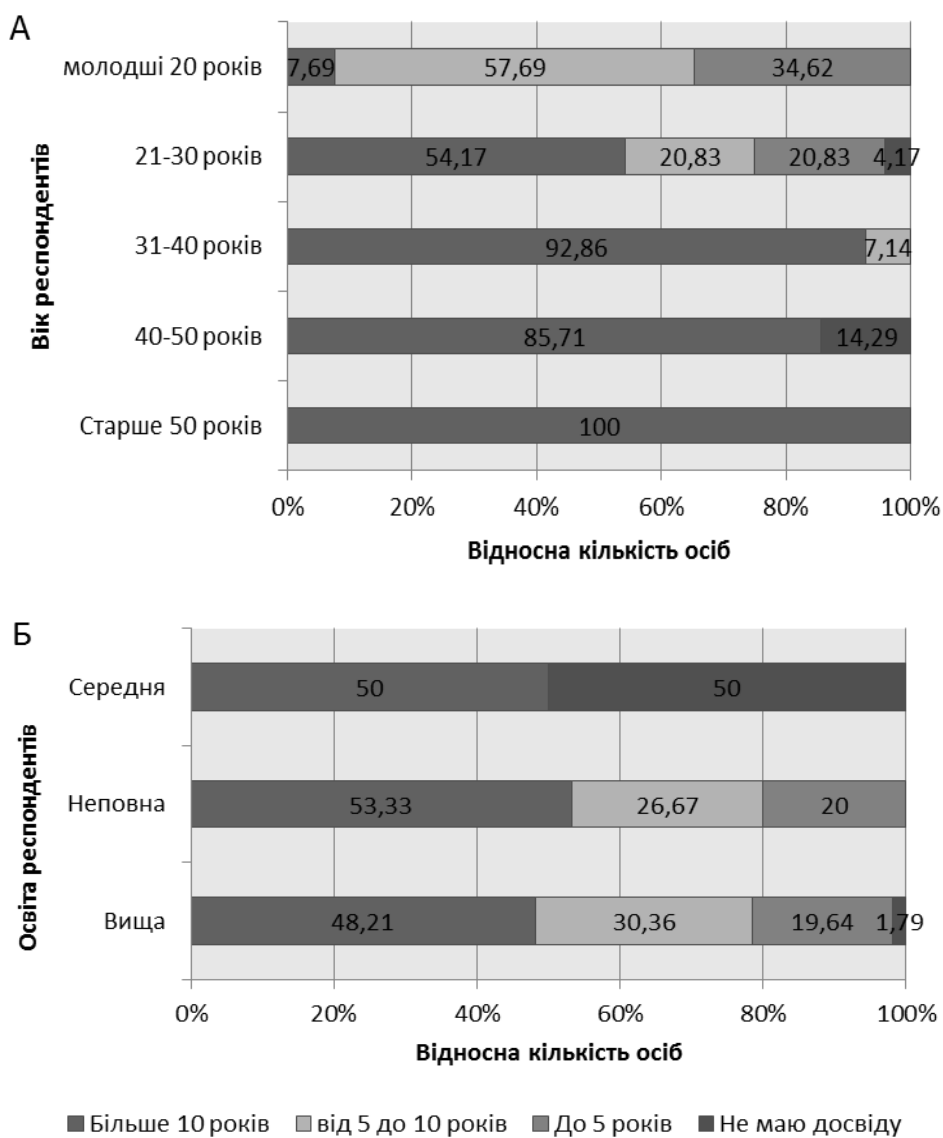 А
молодші 20 років
7,69 57,69 34,62
21-30 років
54,17 20,83 20,83 4,17
31-40 років
92,86 7,14
40-50 років
85,71 14,29
Старше 50 років
100
0% 20% 40% 60% 80% 100%
Вік респондентів
Відносна кількість осіб
Б
Середня
50 50
Неповна
53,33 26,67 20
Вища
48,21 30,36 19,64 1,79
0% 20% 40% 60% 80% 100%
Освіта респондентів
Відносна кількість осіб
Більше 10 років від 5 до 10 років До 5 років Не маю досвіду